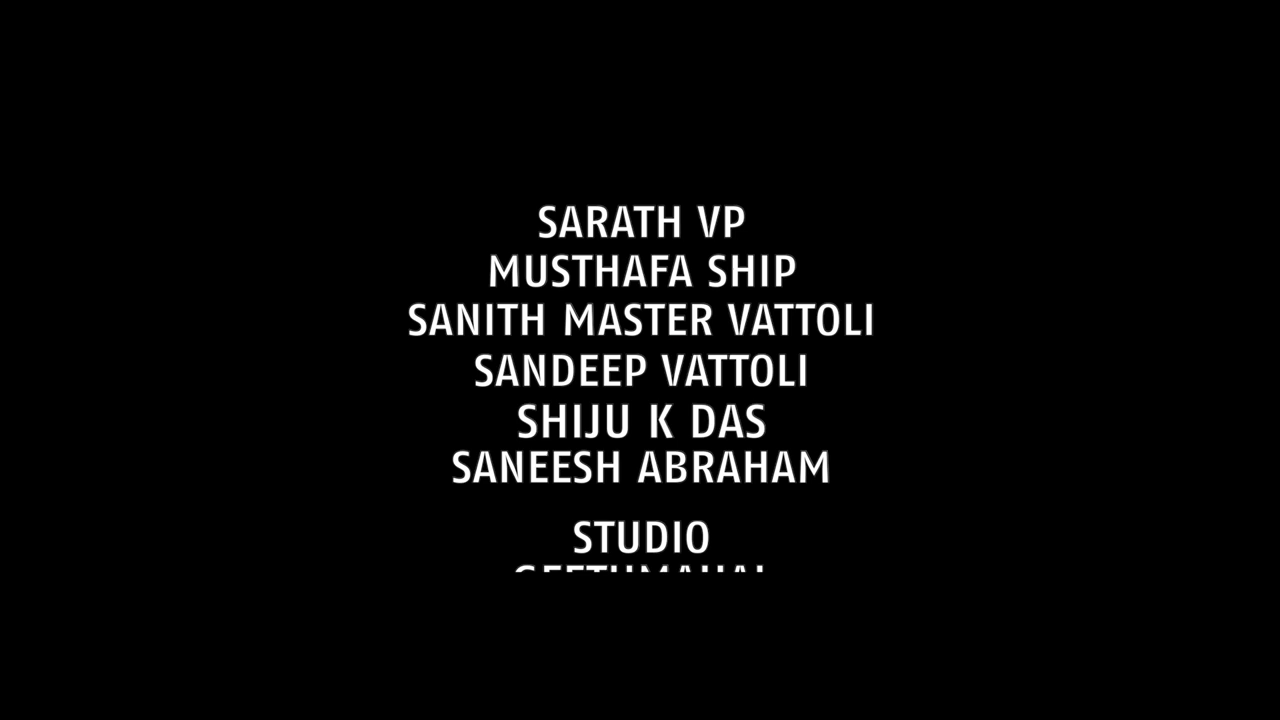 SARATH VP
MUSTHAFA SHIP
SANITH MASTER VATTOLI
SANDEEP VATTOLI
SHIJU K DAS
SANEESH ABRAHAM
STUDIO